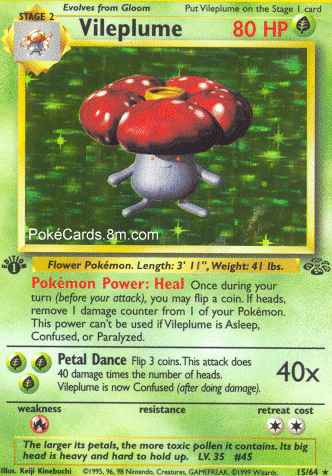 Evolves from Gloom
Put Vileplume on the Stage 1 card
STAGE 2
Vileplume
80 HP
PokéCards.8m.com
EDITION
1
Flower Pokémon. Length: 3' 11", Weight: 41 lbs.
Pokémon Power: Heal Once during your
turn (before your attack), you may flip a coin. If heads,
remove 1 damage counter from 1 of your Pokémon.
This power can't be used if Vileplume is Asleep,
Confused, or Paralyzed.
Petal Dance Flip 3 coins. This attack does
40 damage times the number of heads.
Vileplume is now Confused (after doing damage).
40x
weakness
resistance
retreat cost
The larger its petals, the more toxic pollen it contains. Its big
head is heavy and hard to hold up. LV. 35 #45
Illus. Keiji Kinebuchi
©1995, 96, 98 Nintendo, Creatures, GAMEFREAK. ©1999 Wizards.
15/64 ★